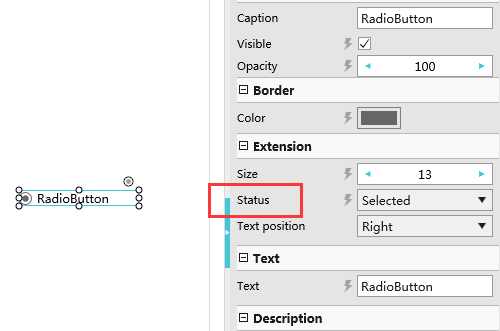 Caption RadioButton
Visible
Opacity 100
Border
Color
Extension
Size 13
RadioButton
Status Selected
Text position Right
Text
Text RadioButton
Description